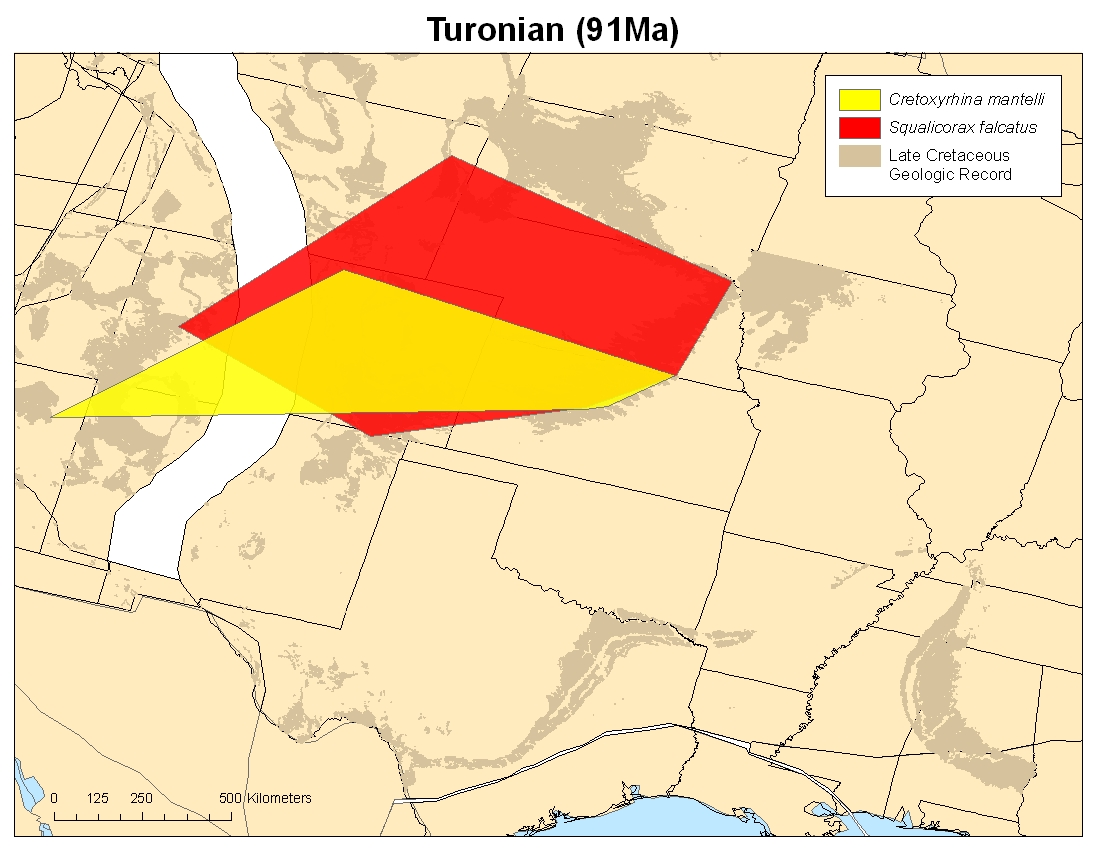 Turonian (91Ma)
Cretoxyrhina mantelli
Squalicorax falcatus
Late Cretaceous
Geologic Record
0 125 250 500 Kilometers